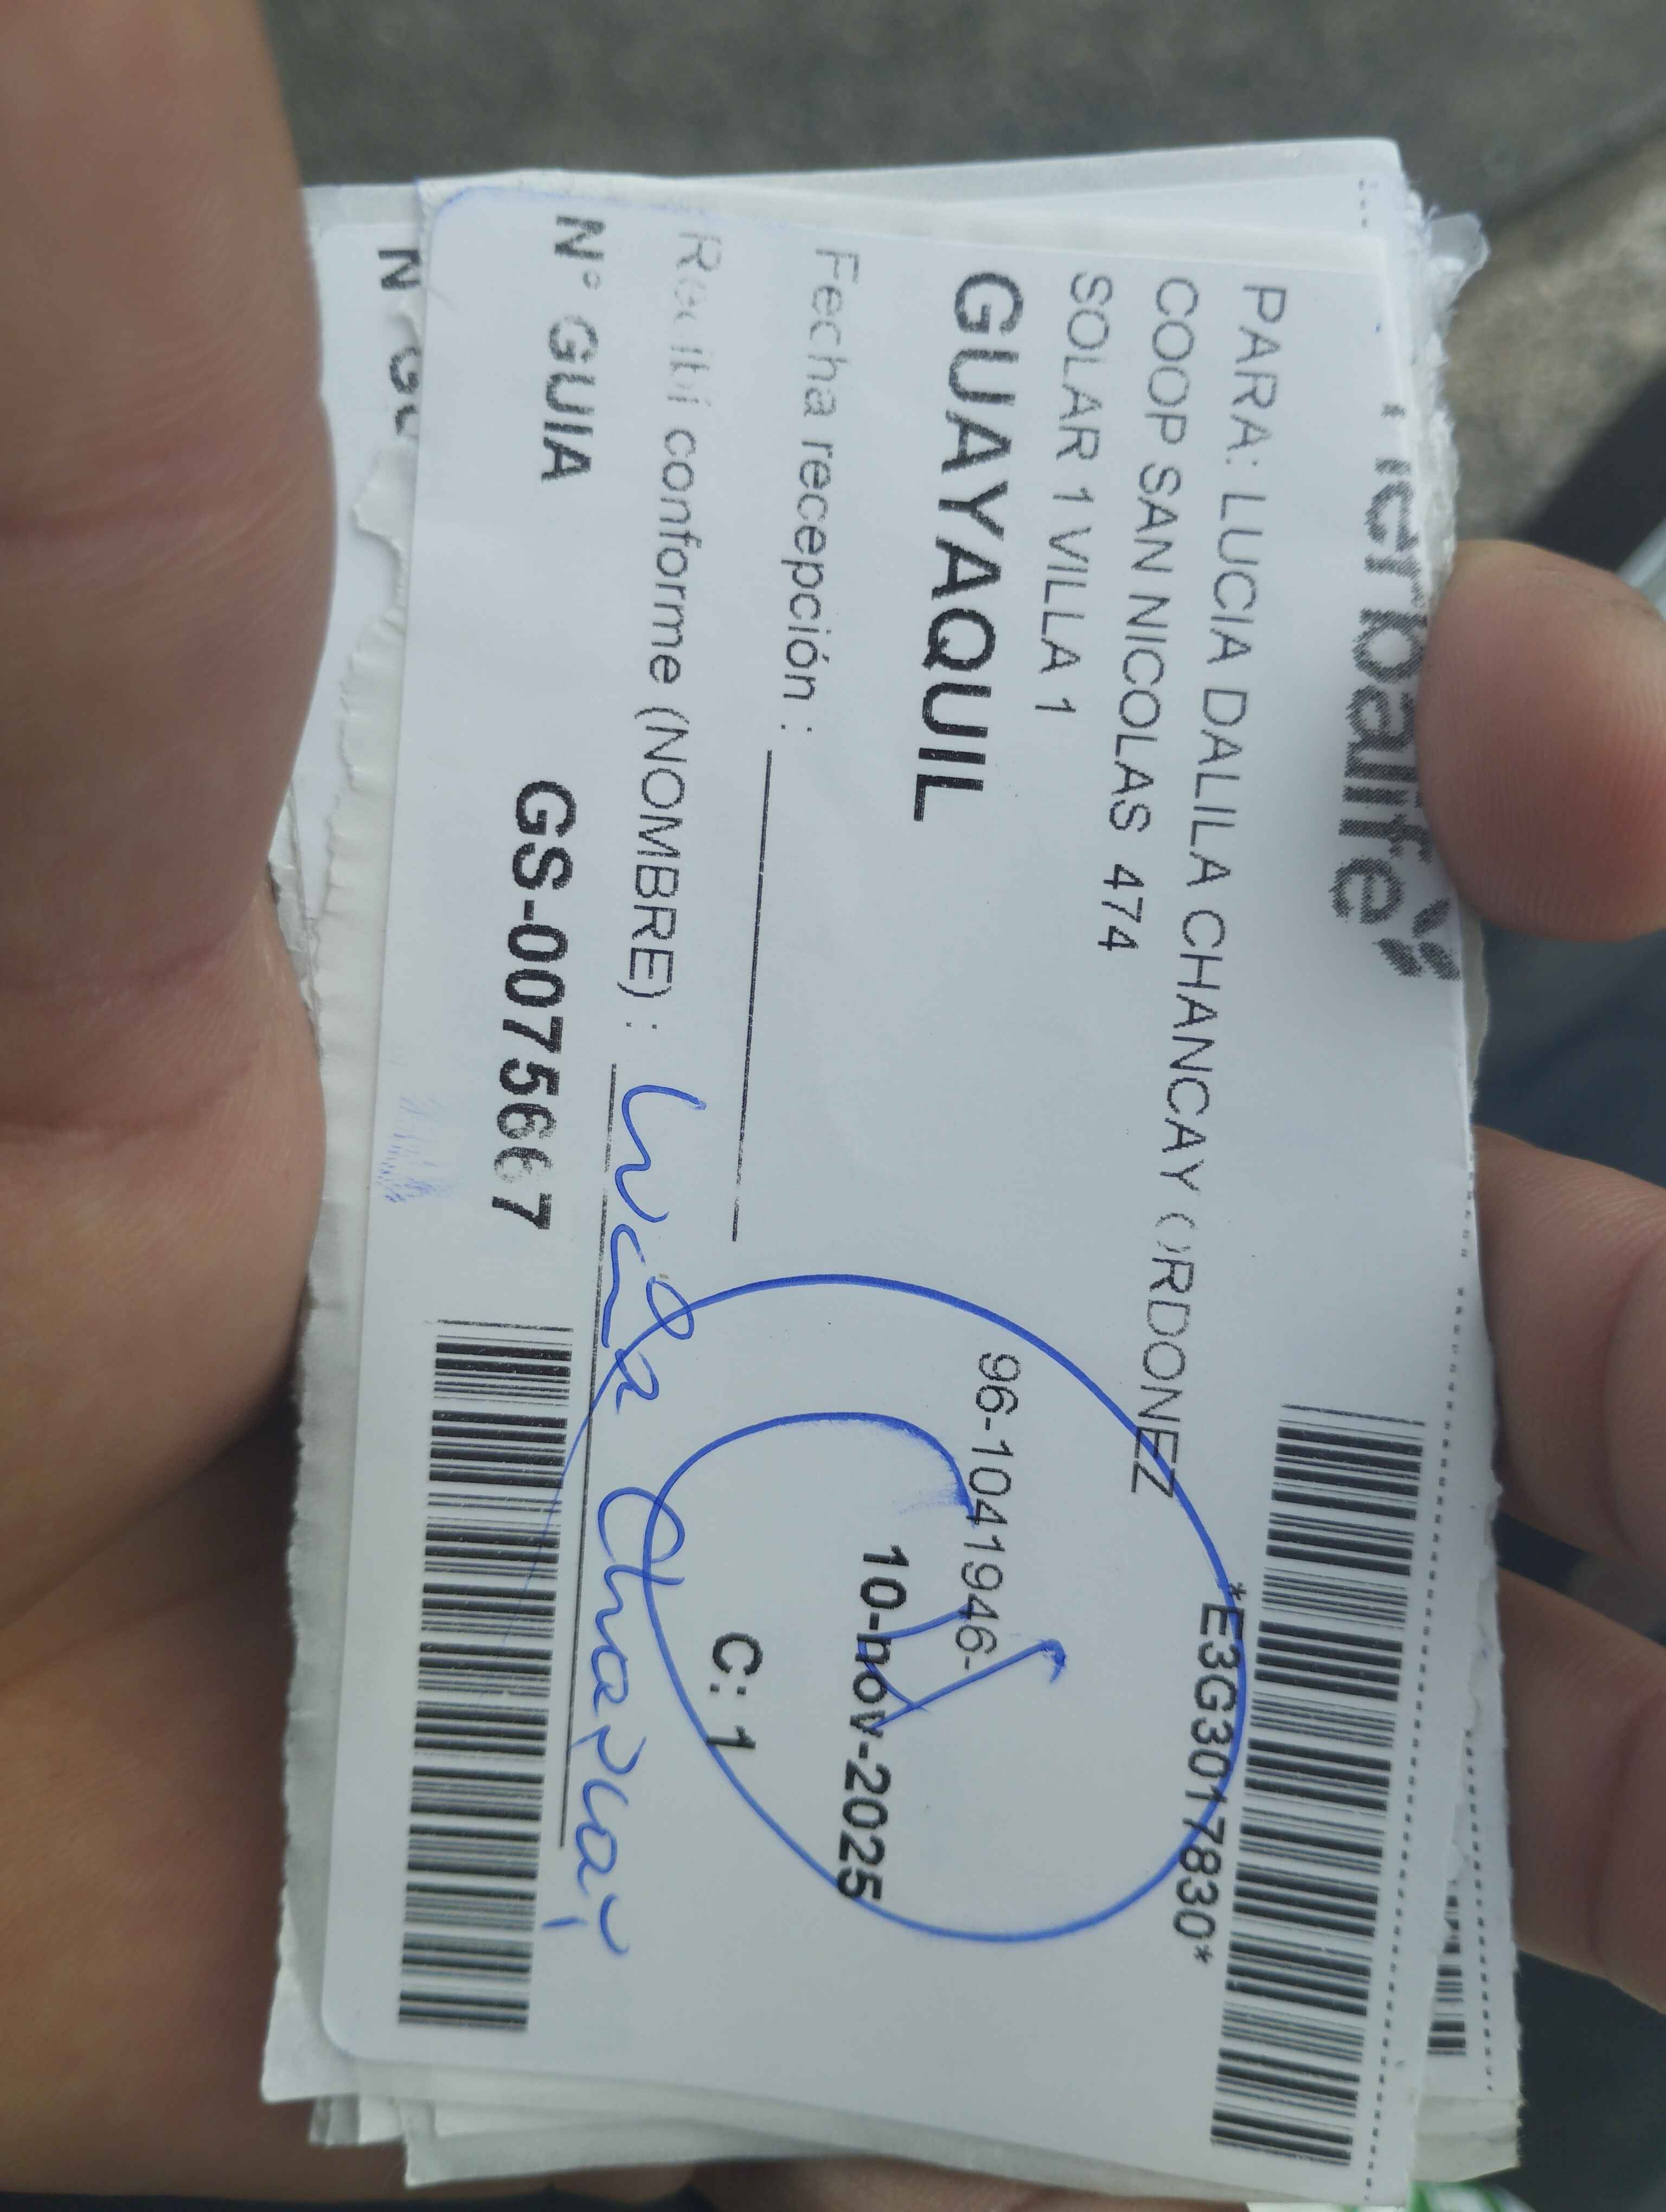 Herbalife
*E3G3017830*
PARA: LUCIA DALILA CHANCAY ORDONEZ
COOP SAN NICOLAS 474
SOLAR 1 VILLA 1
96-1041946-
GUAYAQUIL
10-nov-2025
Fecha recepción :
C: 1
Recibí conforme (NOMBRE) : Lucia Chancay
N° GUIA GS-0075667